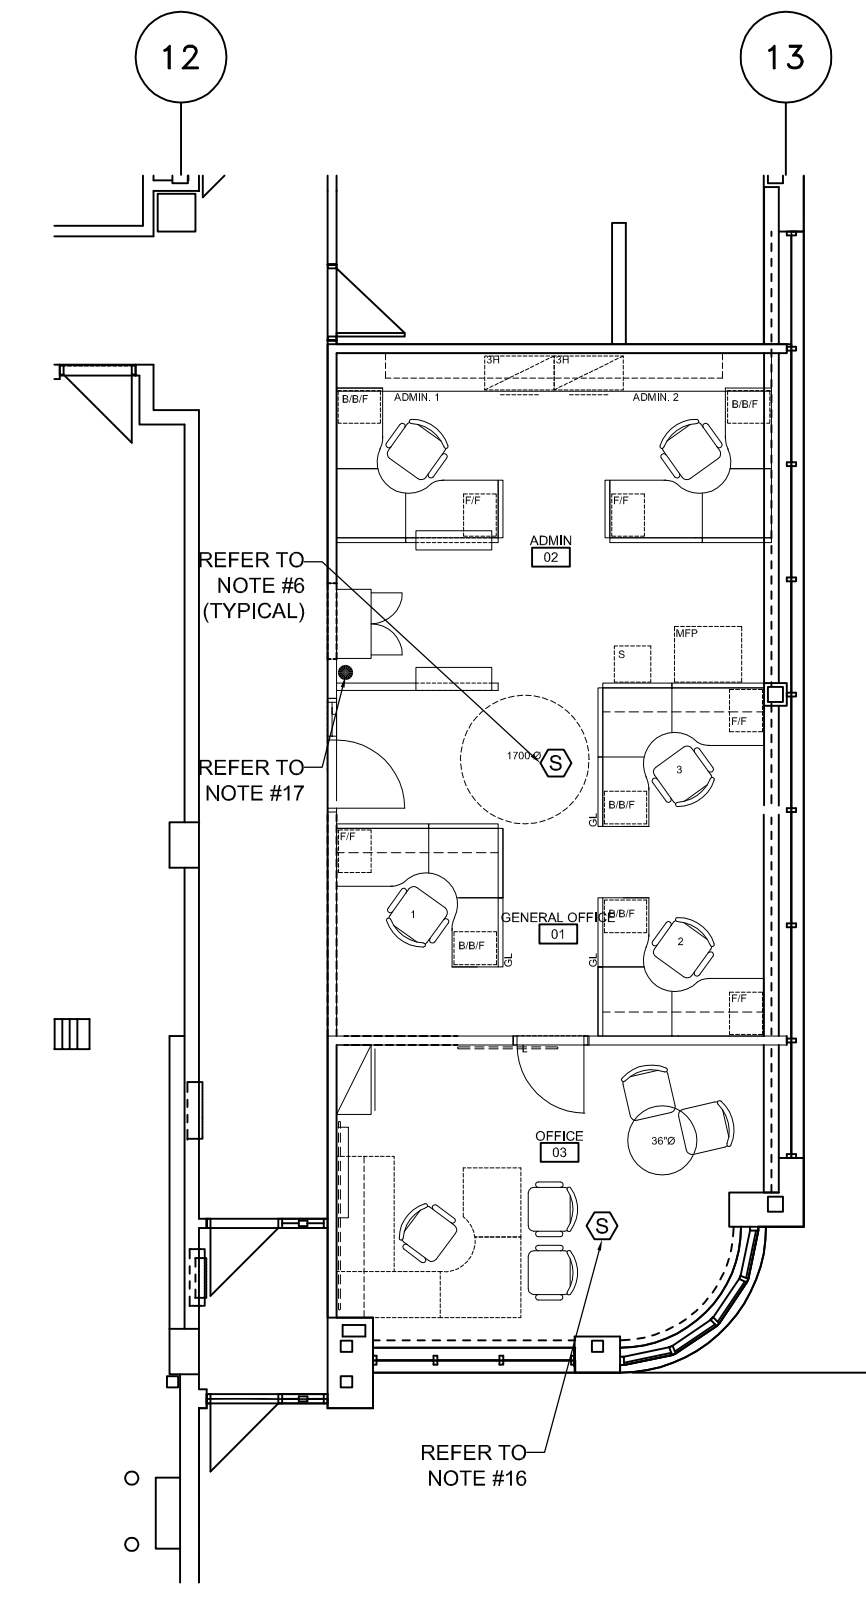 12
13
3H
3H
B/B/F
ADMIN. 1
ADMIN. 2
B/B/F
F/F
F/F
ADMIN
02
REFER TO
NOTE #6
(TYPICAL)
S
MFP
F/F
1700 Ø
S
3
REFER TO
NOTE #17
B/B/F
GL
F/F
1
GENERAL OFFICE
01
B/B/F
B/B/F
2
GL
GL
F/F
OFFICE
03
36"Ø
S
REFER TO
NOTE #16